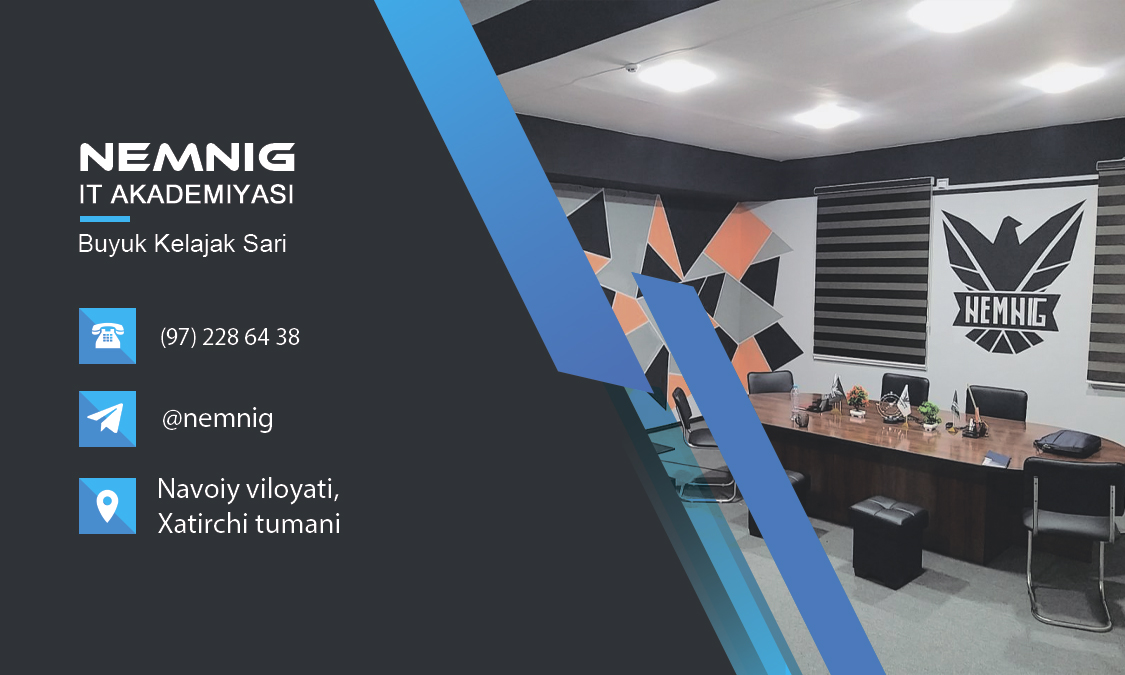 NEMNIG
IT AKADEMIYASI
Buyuk Kelajak Sari
(97) 228 64 38
@nemnig
Navoiy viloyati,
Xatirchi tumani
NEMNIG